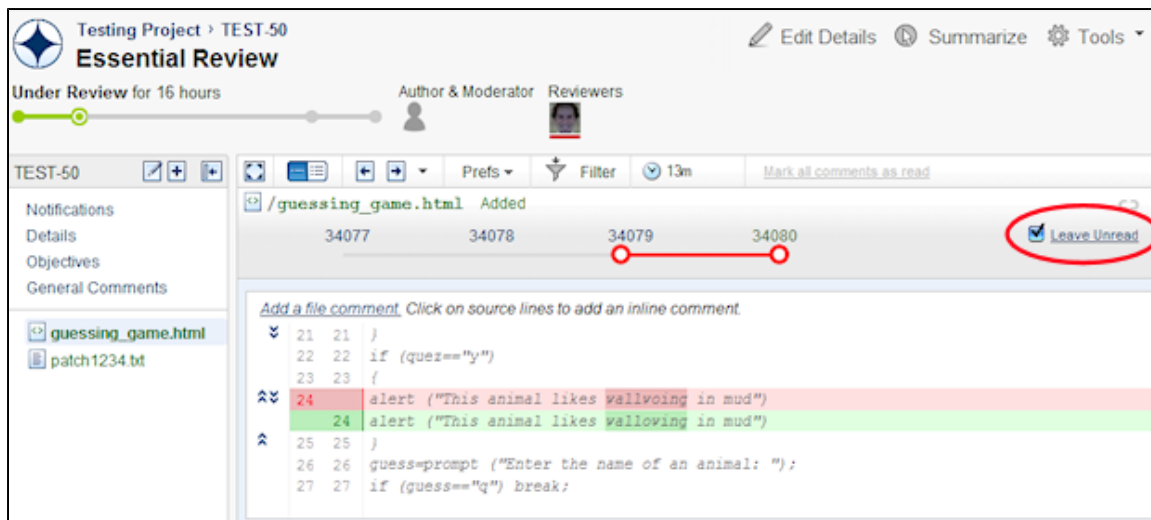 Testing Project › TEST-50
Essential Review
Edit Details Summarize Tools
Under Review for 16 hours
Author & Moderator Reviewers
TEST-50
Prefs Filter 13m Mark all comments as read
Notifications
Details
Objectives
General Comments
guessing_game.html
patch1234.txt
/guessing_game.html Added
34077 34078 34079 34080
Leave Unread
Add a file comment. Click on source lines to add an inline comment.
21 21 }
22 22 if (quez=="y")
23 23 {
24 alert ("This animal likes wallvoing in mud")
24 alert ("This animal likes wallowing in mud")
25 25 }
26 26 guess=prompt ("Enter the name of an animal: ");
27 27 if (guess=="q") break;